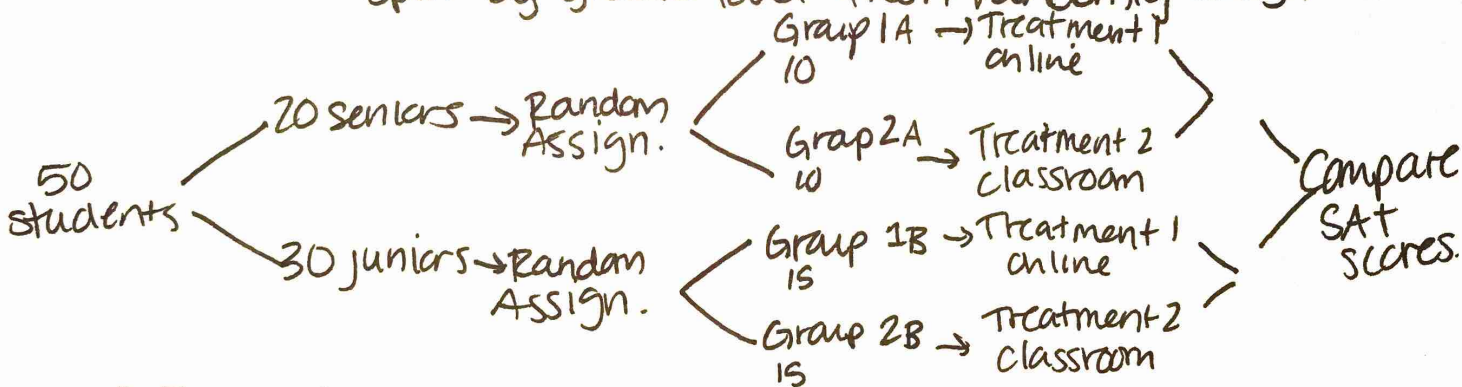 Group 1A → Treatment 1
10
online
20 seniors → Random
Assign.
Group 2A → Treatment 2
10
classroom
50
students
30 juniors → Random
Assign.
Group 1B → Treatment 1
15
online
Group 2B → Treatment 2
15
classroom
Compare
SAT
scores.